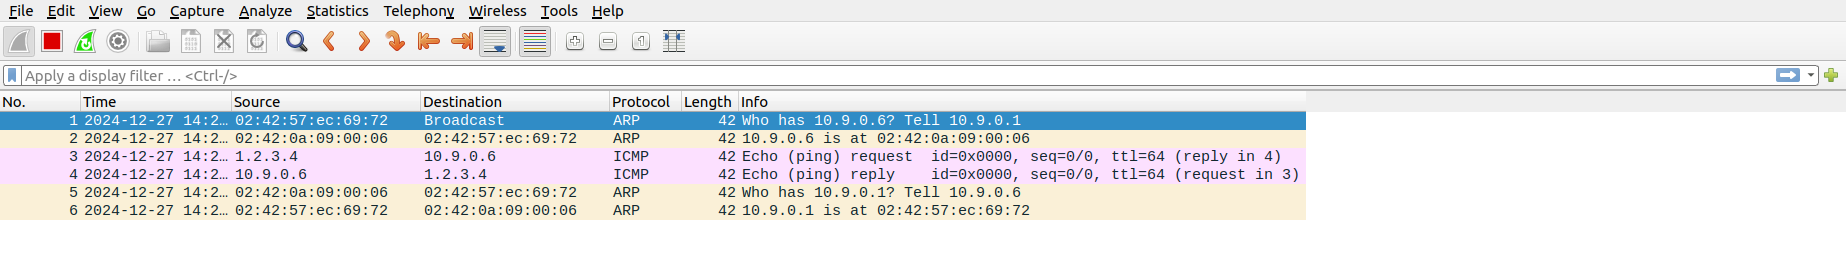 File Edit View Go Capture Analyze Statistics Telephony Wireless Tools Help
Apply a display filter … <Ctrl-/>
No. Time Source Destination Protocol Length Info
1 2024-12-27 14:2… 02:42:57:ec:69:72 Broadcast ARP 42 Who has 10.9.0.6? Tell 10.9.0.1
2 2024-12-27 14:2… 02:42:0a:09:00:06 02:42:57:ec:69:72 ARP 42 10.9.0.6 is at 02:42:0a:09:00:06
3 2024-12-27 14:2… 1.2.3.4 10.9.0.6 ICMP 42 Echo (ping) request id=0x0000, seq=0/0, ttl=64 (reply in 4)
4 2024-12-27 14:2… 10.9.0.6 1.2.3.4 ICMP 42 Echo (ping) reply id=0x0000, seq=0/0, ttl=64 (request in 3)
5 2024-12-27 14:2… 02:42:0a:09:00:06 02:42:57:ec:69:72 ARP 42 Who has 10.9.0.1? Tell 10.9.0.6
6 2024-12-27 14:2… 02:42:57:ec:69:72 02:42:0a:09:00:06 ARP 42 10.9.0.1 is at 02:42:57:ec:69:72